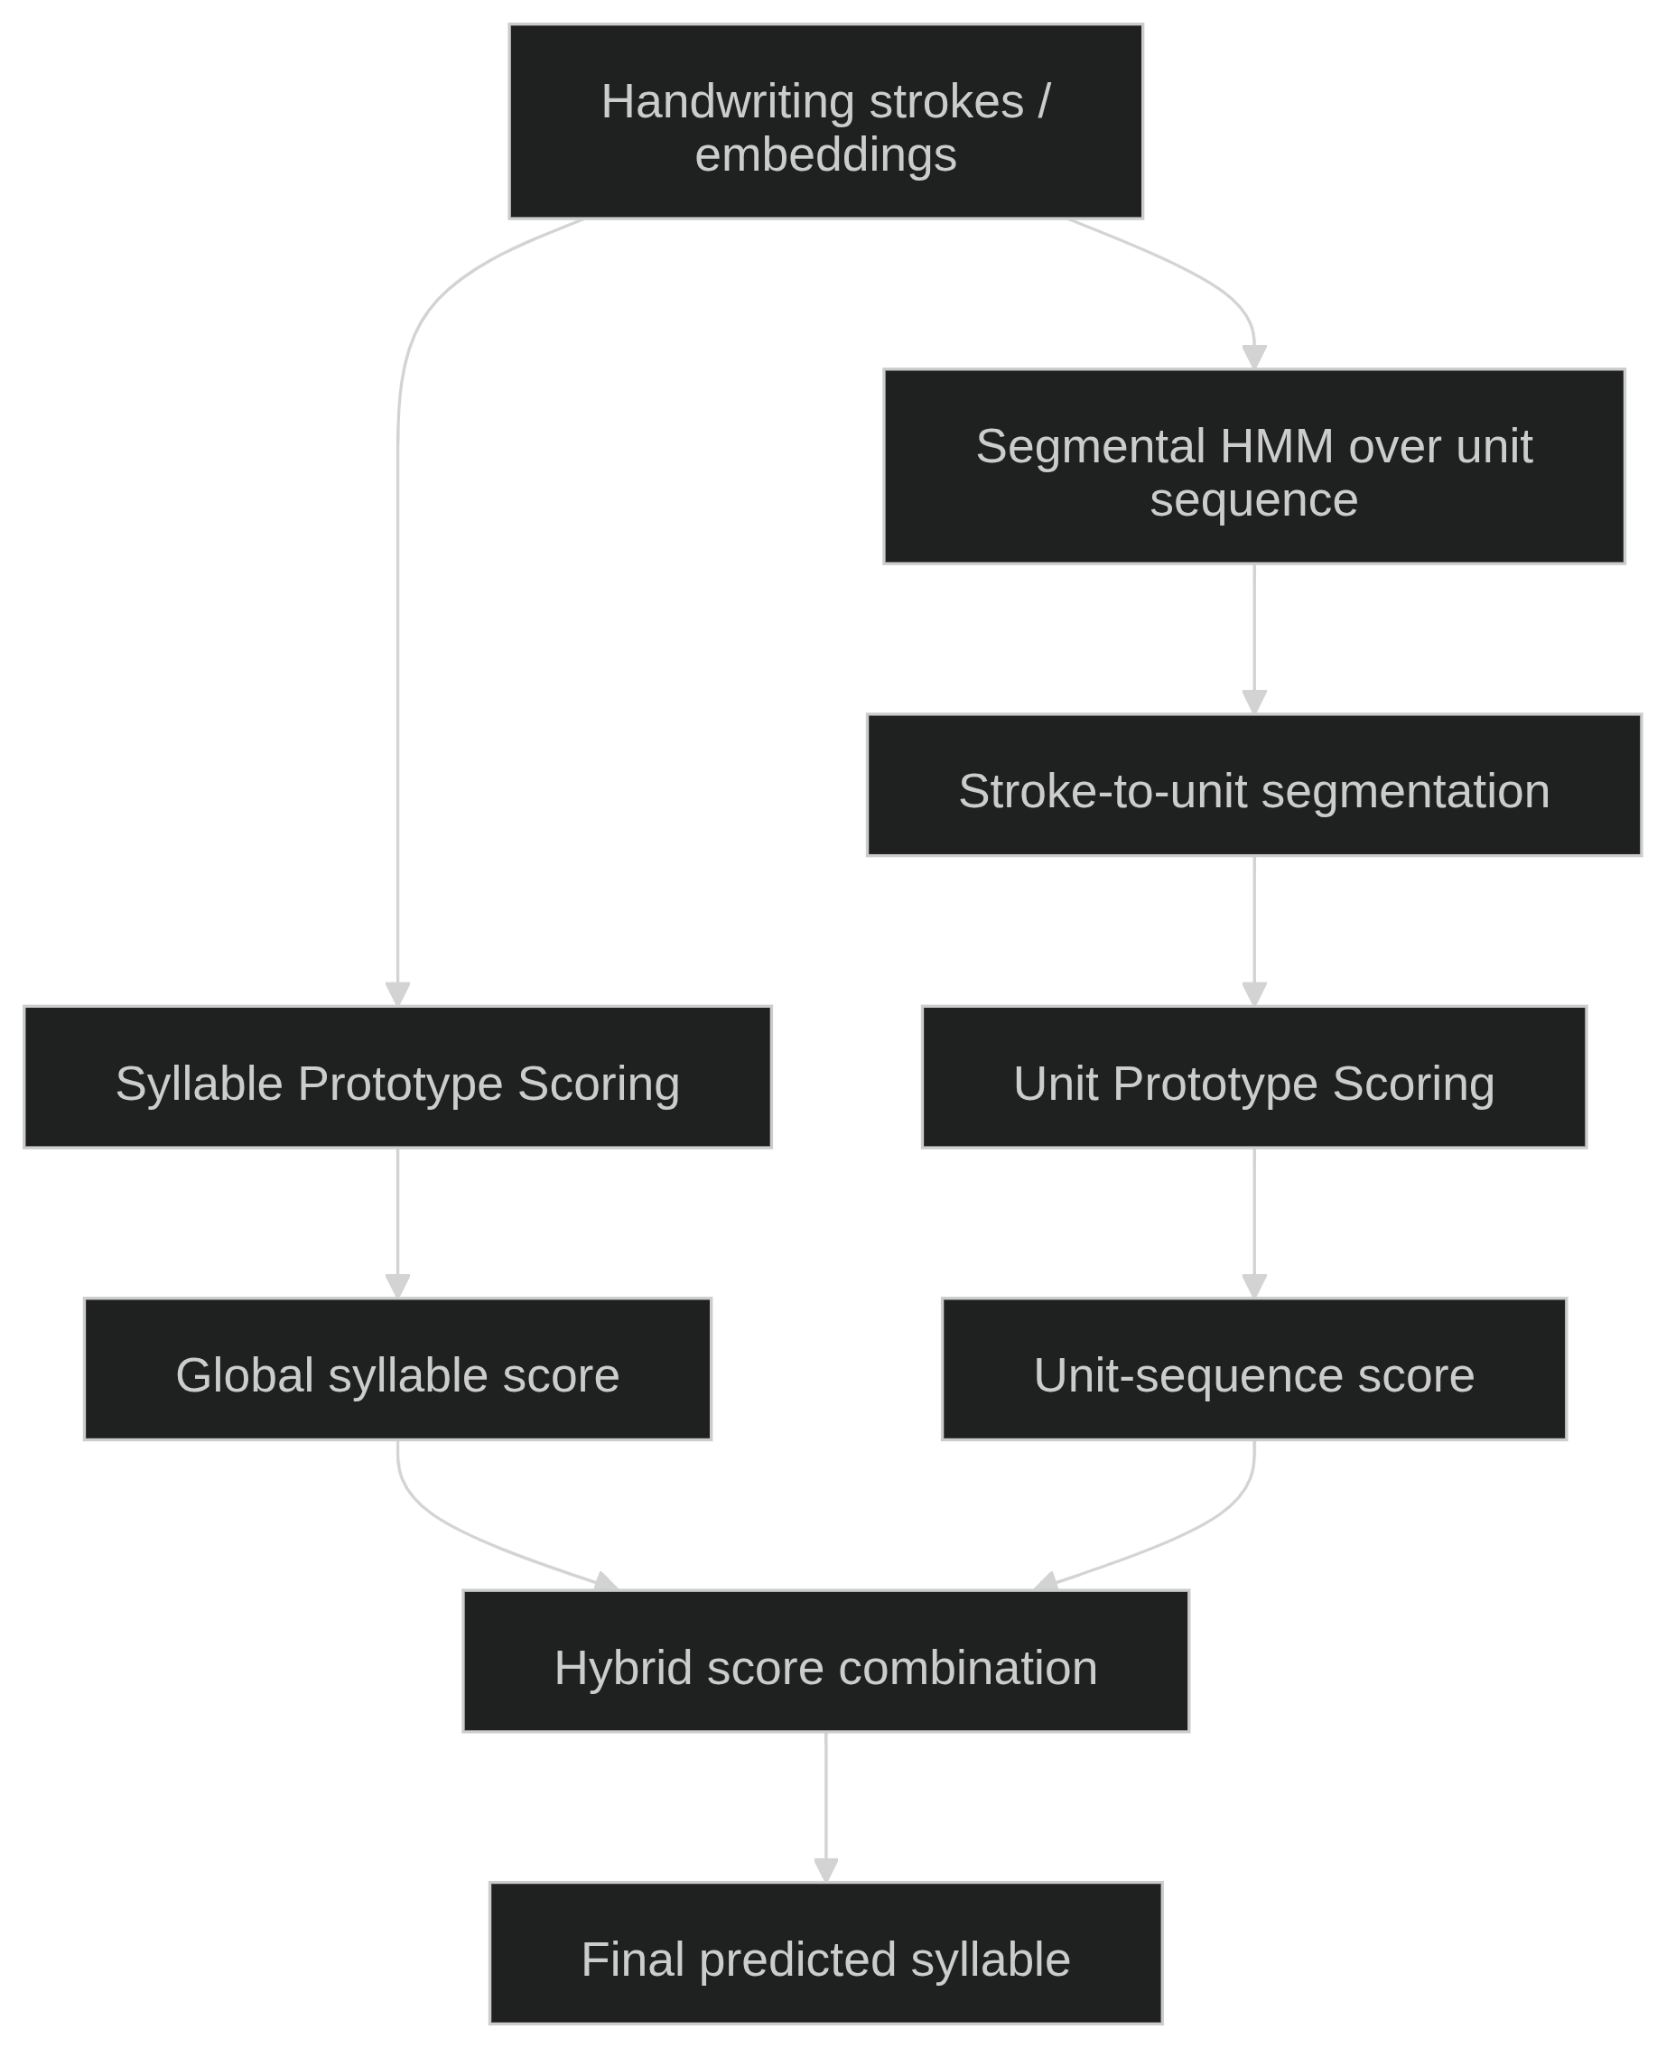 Handwriting strokes /
embeddings
Segmental HMM over unit
sequence
Stroke-to-unit segmentation
Syllable Prototype Scoring
Unit Prototype Scoring
Global syllable score
Unit-sequence score
Hybrid score combination
Final predicted syllable